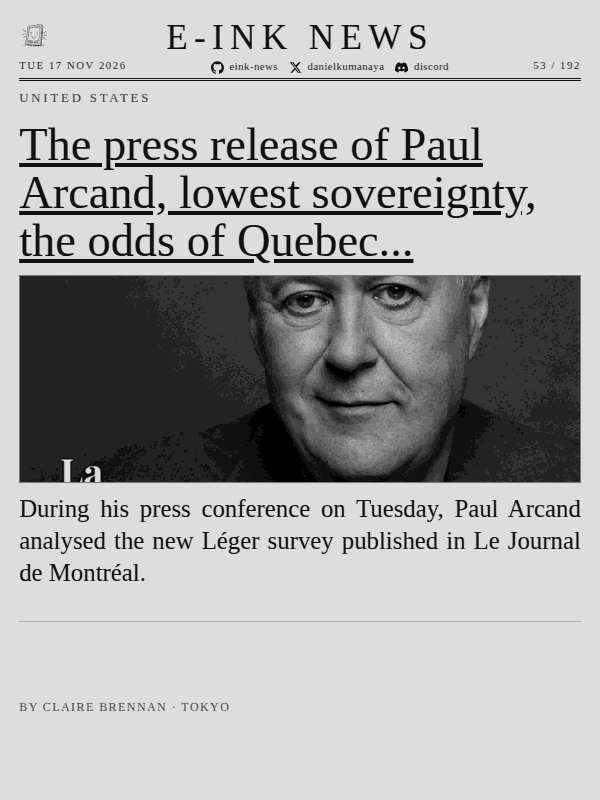 E-INK NEWS
TUE 17 NOV 2026
eink-news
danielkumanaya
discord
53 / 192
UNITED STATES
The press release of Paul
Arcand, lowest sovereignty,
the odds of Quebec...
La
During his press conference on Tuesday, Paul Arcand
analysed the new Léger survey published in Le Journal
de Montréal.
BY CLAIRE BRENNAN · TOKYO